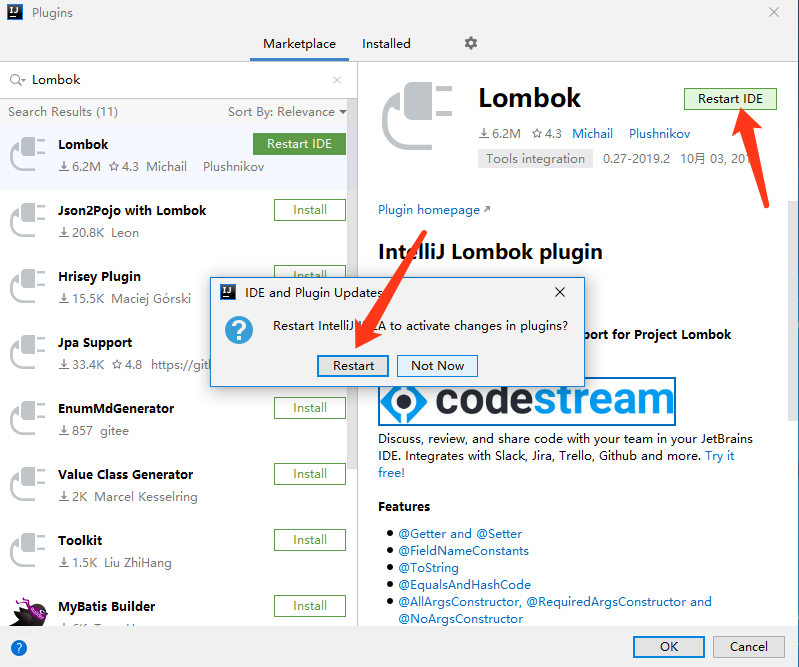 Plugins
Marketplace Installed
Lombok
Search Results (11) Sort By: Relevance
Lombok Restart IDE
6.2M 4.3 Michail Plushnikov
Json2Pojo with Lombok Install
20.8K Leon
Hrisey Plugin Install
15.5K Maciej Górski
Jpa Support
33.4K 4.8 https://git
EnumMdGenerator Install
857 gitee
Value Class Generator Install
2K Marcel Kesselring
Toolkit Install
1.5K Liu ZhiHang
MyBatis Builder Install
Lombok Restart IDE
6.2M 4.3 Michail Plushnikov
Tools integration 0.27-2019.2 10月 03, 201
Plugin homepage
IntelliJ Lombok plugin
IDE and Plugin Updates
Restart IntelliJ IDEA to activate changes in plugins?
Restart Not Now
port for Project Lombok
codestream
Discuss, review, and share code with your team in your JetBrains
IDE. Integrates with Slack, Jira, Trello, Github and more. Try it
free!
Features
@Getter and @Setter
@FieldNameConstants
@ToString
@EqualsAndHashCode
@AllArgsConstructor, @RequiredArgsConstructor and
@NoArgsConstructor
OK Cancel